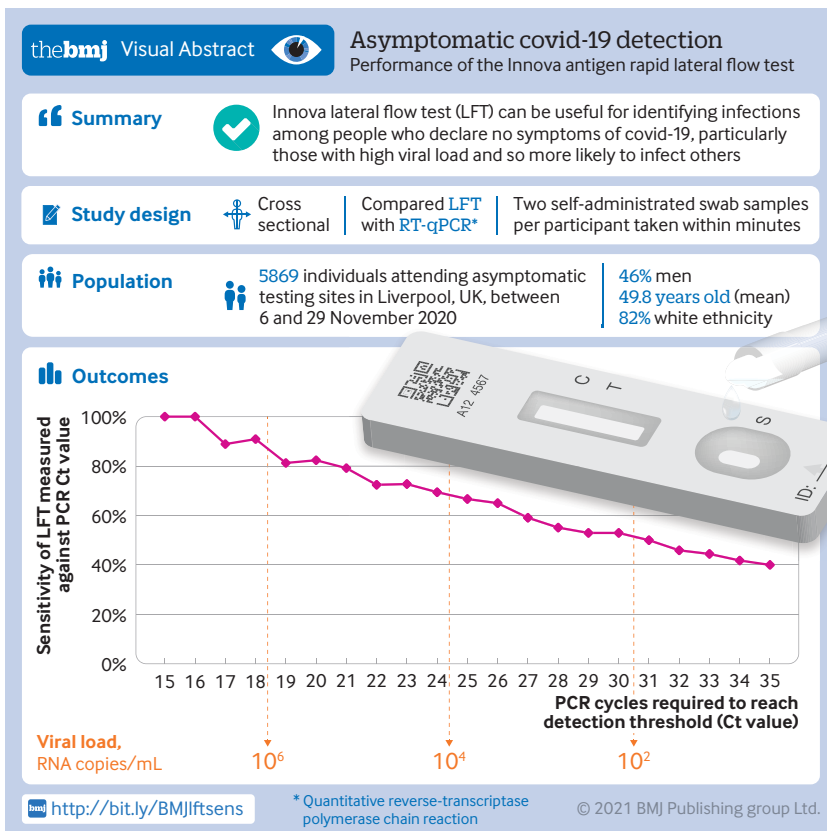 thebmj Visual Abstract
Asymptomatic covid-19 detection
Performance of the Innova antigen rapid lateral flow test
Summary
Innova lateral flow test (LFT) can be useful for identifying infections
among people who declare no symptoms of covid-19, particularly
those with high viral load and so more likely to infect others
Study design
Cross
sectional
Compared LFT
with RT-qPCR*
Two self-administrated swab samples
per participant taken within minutes
Population
5869 individuals attending asymptomatic
testing sites in Liverpool, UK, between
6 and 29 November 2020
46% men
49.8 years old (mean)
82% white ethnicity
Outcomes
A12 4567
C T
S
ID:
Sensitivity of LFT measured
against PCR Ct value
100%
80%
60%
40%
20%
0%
15 16 17 18 19 20 21 22 23 24 25 26 27 28 29 30 31 32 33 34 35
PCR cycles required to reach
detection threshold (Ct value)
Viral load,
RNA copies/mL
10⁶ 10⁴ 10²
bmj http://bit.ly/BMJlftsens
* Quantitative reverse-transcriptase
polymerase chain reaction
© 2021 BMJ Publishing group Ltd.